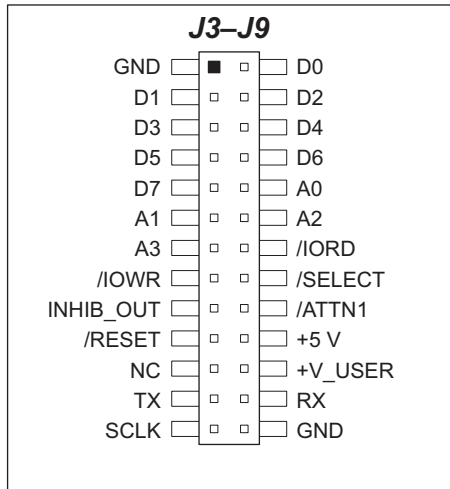 J3–J9
GND D0
D1 D2
D3 D4
D5 D6
D7 A0
A1 A2
A3 /IORD
/IOWR /SELECT
INHIB_OUT /ATTN1
/RESET +5 V
NC +V_USER
TX RX
SCLK GND